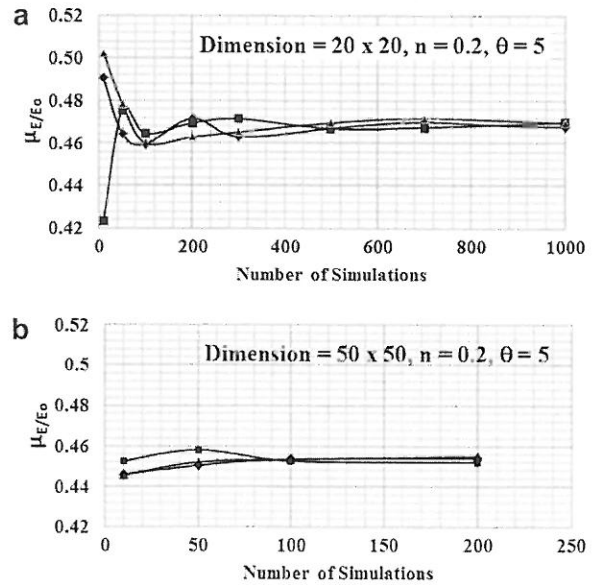 a
0.52
Dimension = 20 x 20, n = 0.2, θ = 5
0.50
0.48
μE/Eo
0.46
0.44
0.42
0 200 400 600 800 1000
Number of Simulations
b
0.52
Dimension = 50 x 50, n = 0.2, θ = 5
0.5
0.48
μE/Eo
0.46
0.44
0.42
0 50 100 150 200 250
Number of Simulations